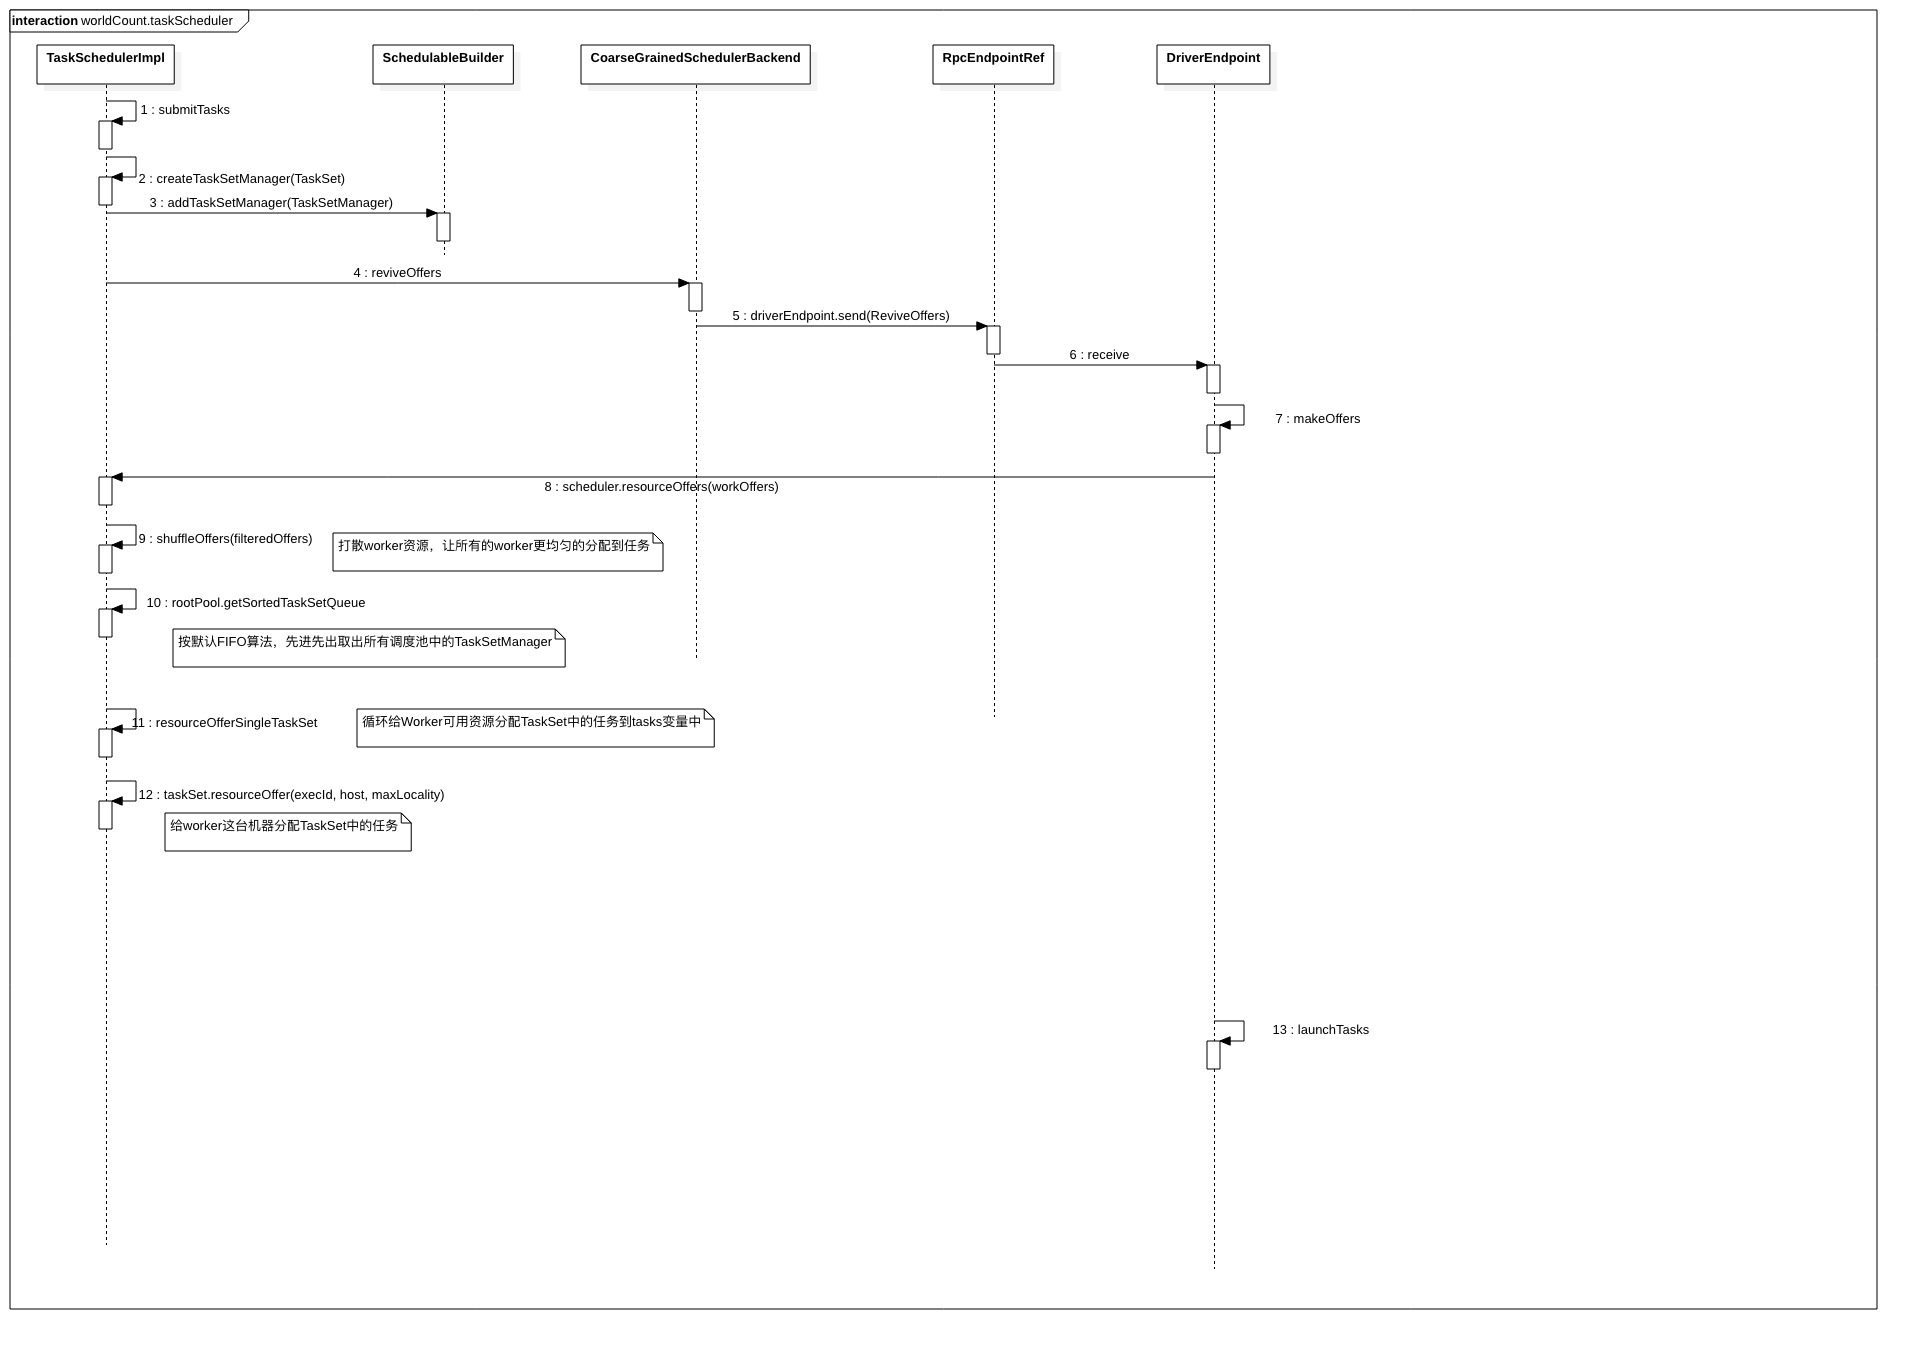 interaction worldCount.taskScheduler
TaskSchedulerImpl
SchedulableBuilder
CoarseGrainedSchedulerBackend
RpcEndpointRef
DriverEndpoint
1 : submitTasks
2 : createTaskSetManager(TaskSet)
3 : addTaskSetManager(TaskSetManager)
4 : reviveOffers
5 : driverEndpoint.send(ReviveOffers)
6 : receive
7 : makeOffers
8 : scheduler.resourceOffers(workOffers)
9 : shuffleOffers(filteredOffers)
打散worker资源，让所有的worker更均匀的分配到任务
10 : rootPool.getSortedTaskSetQueue
按默认FIFO算法，先进先出取出所有调度池中的TaskSetManager
11 : resourceOfferSingleTaskSet
循环给Worker可用资源分配TaskSet中的任务到tasks变量中
12 : taskSet.resourceOffer(execId, host, maxLocality)
给worker这台机器分配TaskSet中的任务
13 : launchTasks